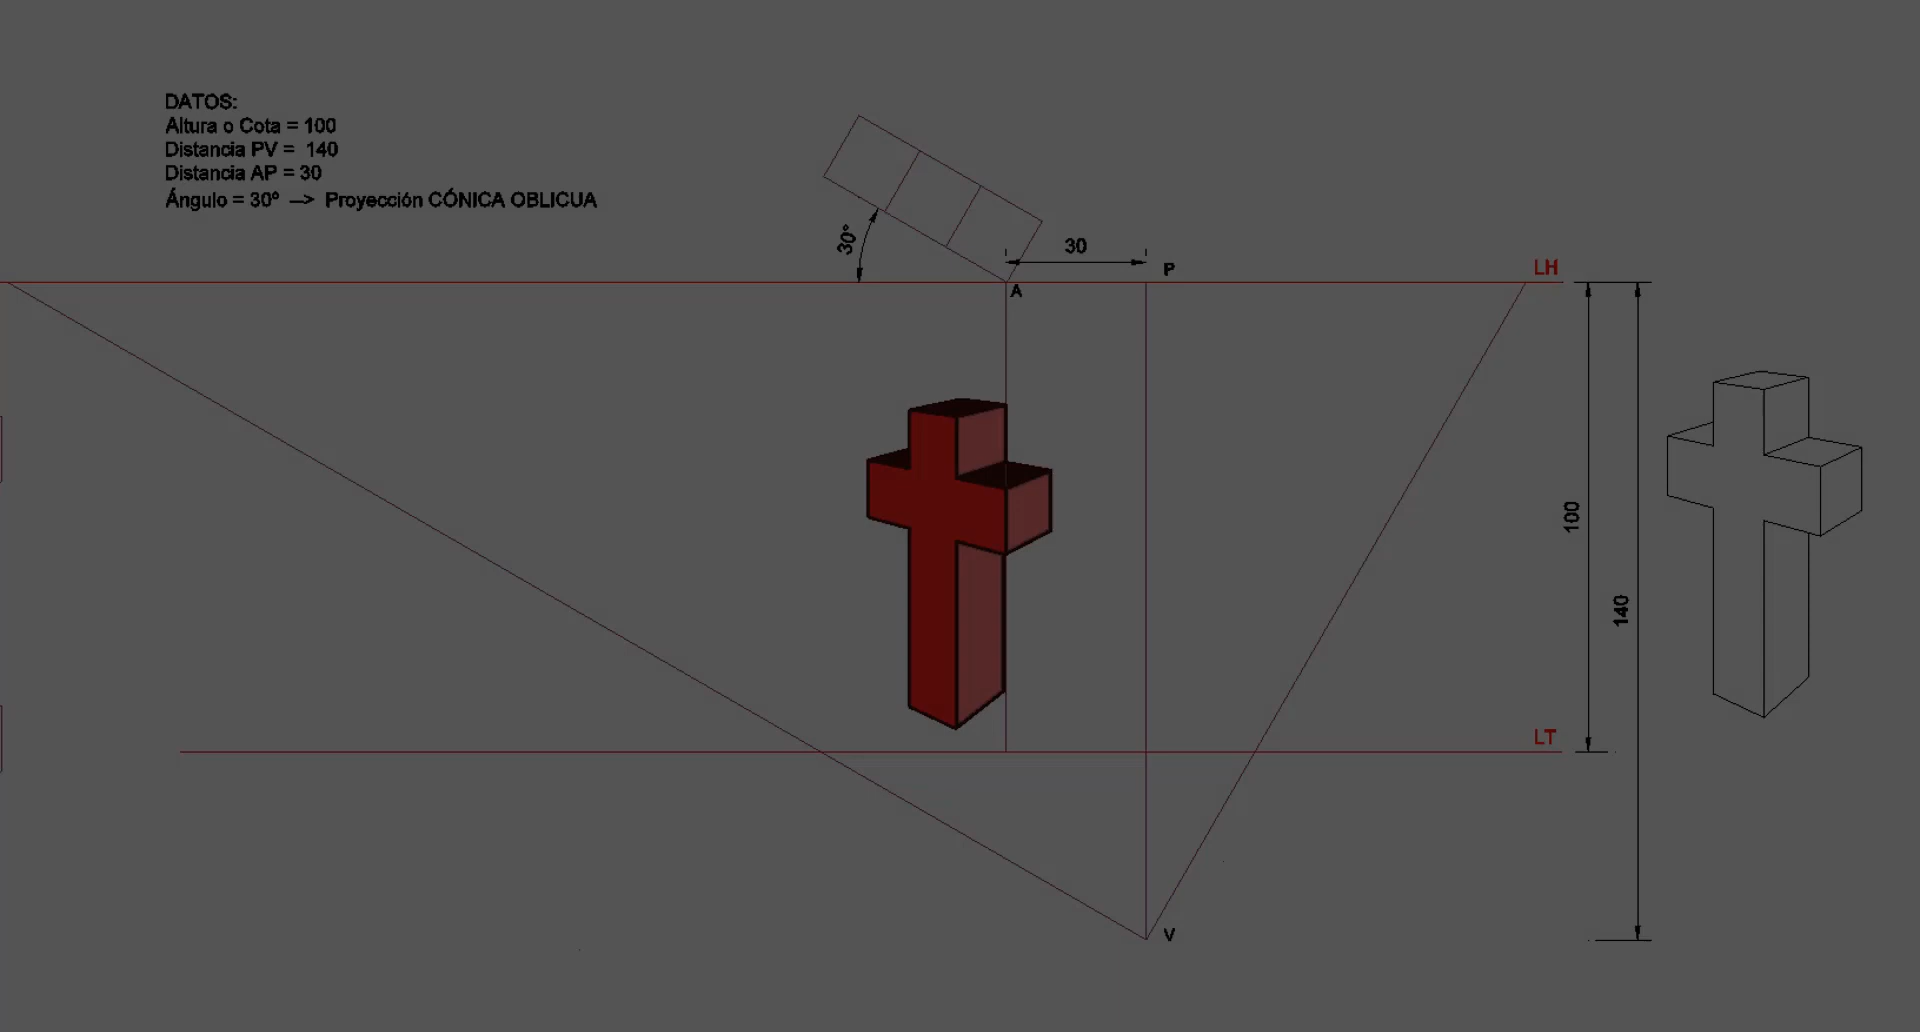 DATOS:
Altura o Cota = 100
Distancia PV = 140
Distancia AP = 30
Ángulo = 30º —> Proyección CÓNICA OBLICUA
30°
30
P
LH
A
100
140
LT
V